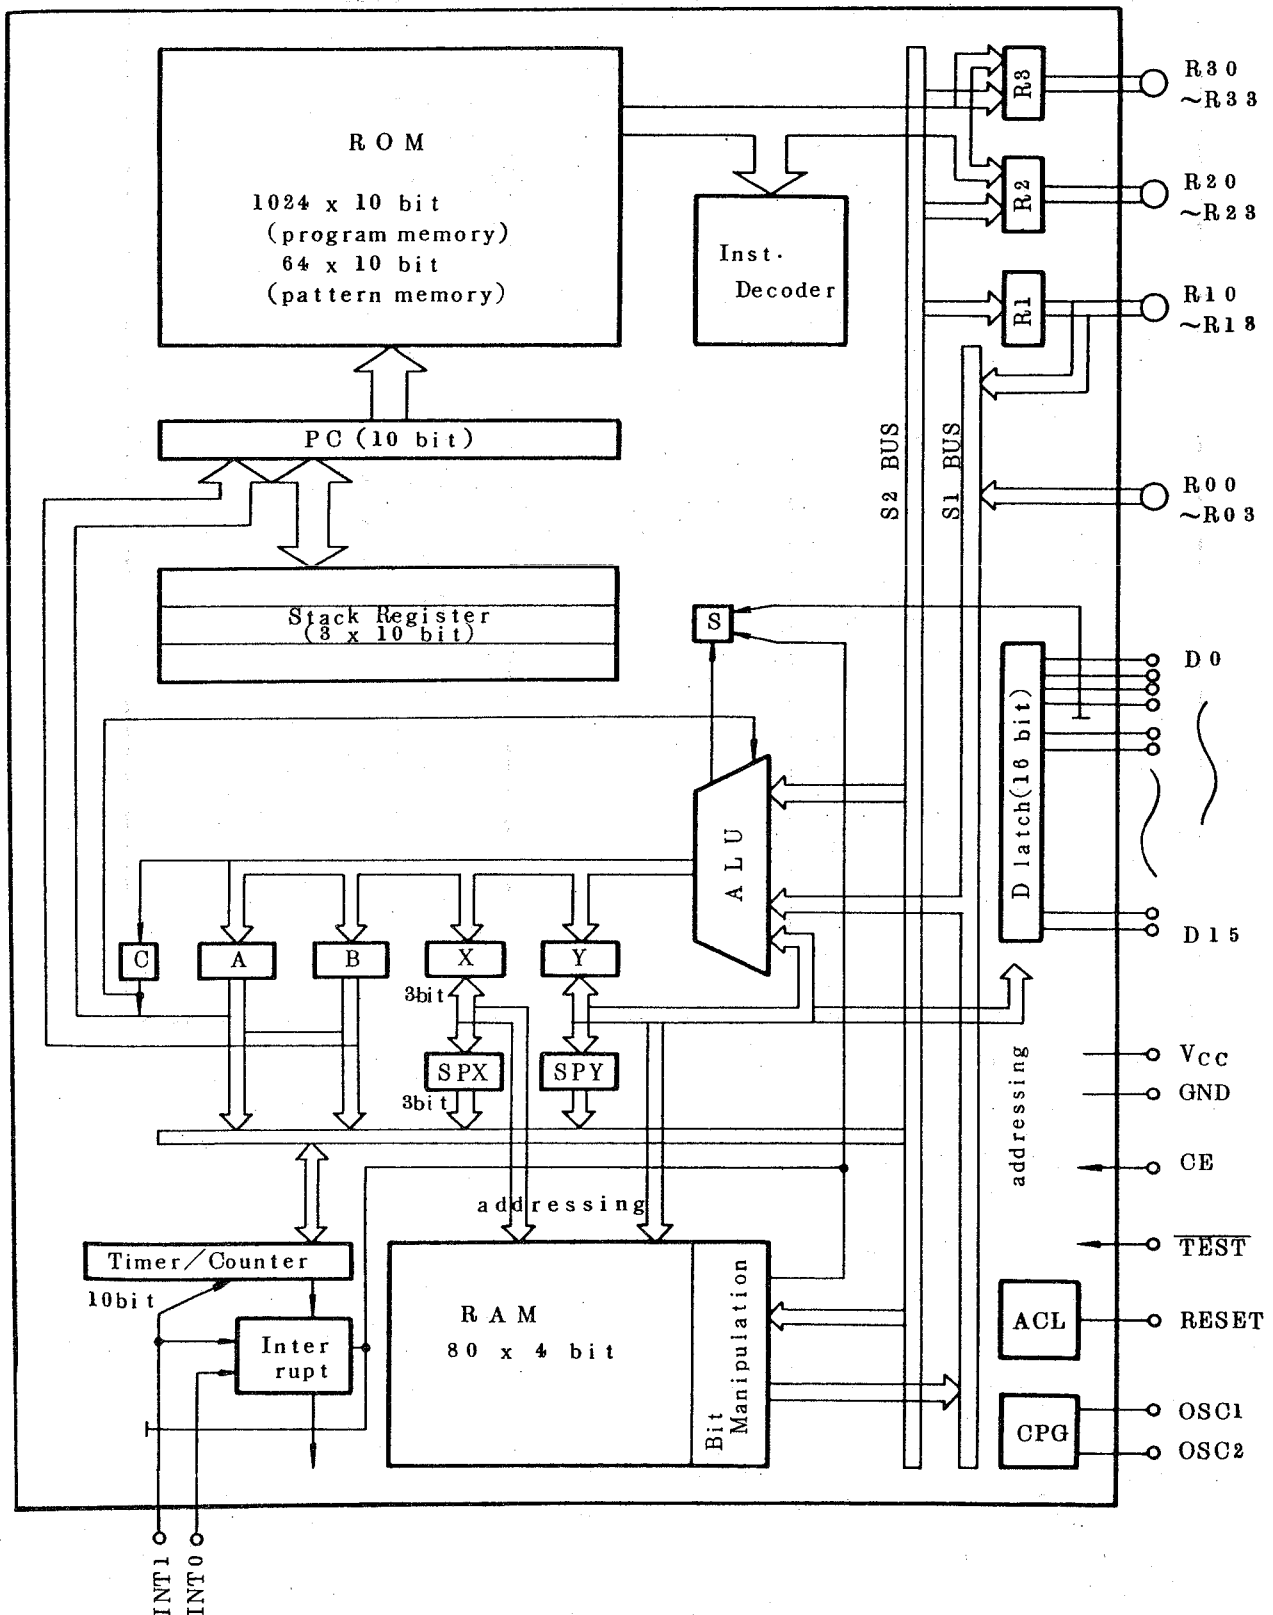 ROM
1024 x 10 bit
(program memory)
64 x 10 bit
(pattern memory)
Inst.
Decoder
R3
R2
R1
R30
~R33
R20
~R23
R10
~R13
R00
~R03
S2 BUS
S1 BUS
PC (10 bit)
Stack Register
(3 x 10 bit)
S
ALU
D latch(16 bit)
D0
D15
C
A
B
X
Y
3bit
SPX
SPY
3bit
addressing
addressing
Vcc
GND
CE
TEST
RESET
OSC1
OSC2
ACL
CPG
Timer/Counter
10bit
Inter
rupt
RAM
80 x 4 bit
Bit
Manipulation
INT1
INT0